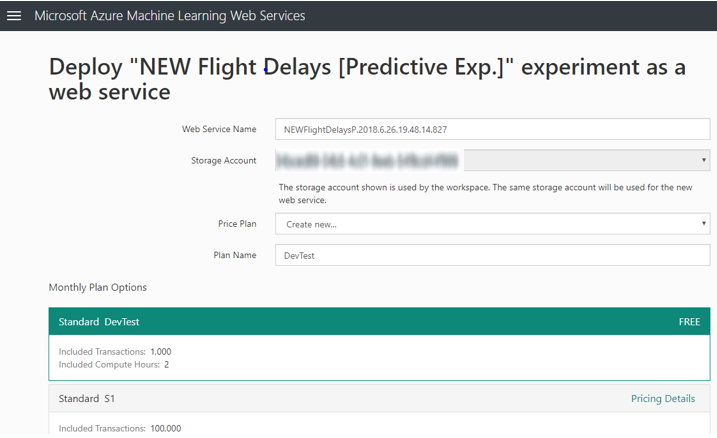 Microsoft Azure Machine Learning Web Services
Deploy "NEW Flight Delays [Predictive Exp.]" experiment as a
web service
Web Service Name NEWFlightDelaysP.2018.6.26.19.48.14.827
Storage Account
The storage account shown is used by the workspace. The same storage account will be used for the new
web service.
Price Plan Create new...
Plan Name DevTest
Monthly Plan Options
Standard DevTest FREE
Included Transactions: 1,000
Included Compute Hours: 2
Standard S1 Pricing Details
Included Transactions: 100,000